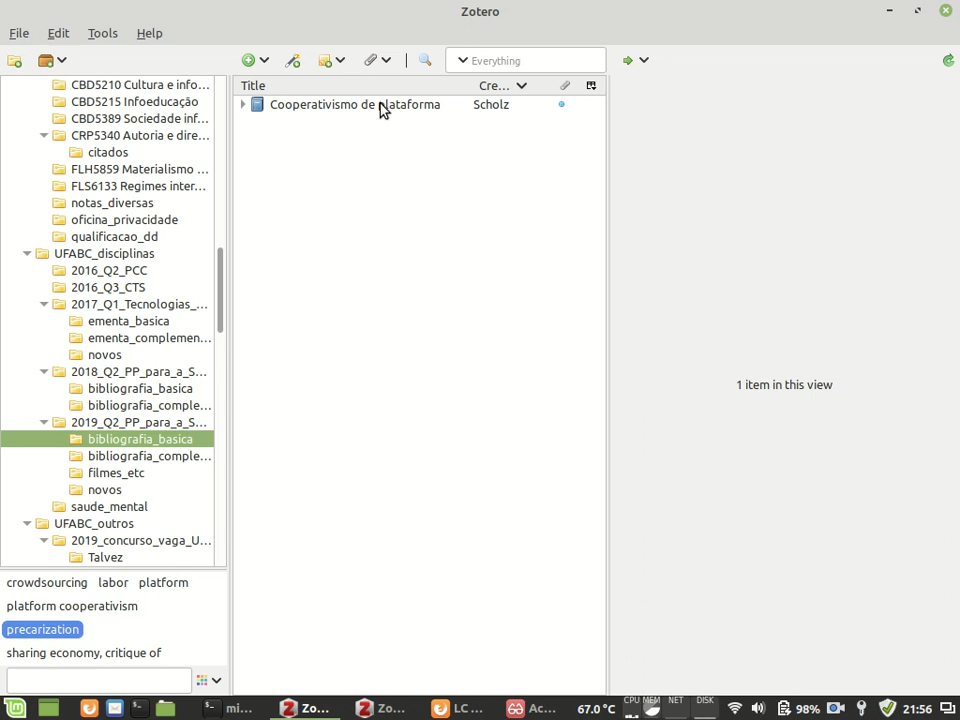 Zotero
File Edit Tools Help
Everything
CBD5210 Cultura e info...
CBD5215 Infoeducação
CBD5389 Sociedade inf...
CRP5340 Autoria e dire...
citados
FLH5859 Materialismo ...
FLS6133 Regimes inter...
notas_diversas
oficina_privacidade
qualificacao_dd
UFABC_disciplinas
2016_Q2_PCC
2016_Q3_CTS
2017_Q1_Tecnologias_...
ementa_basica
ementa_complemen...
novos
2018_Q2_PP_para_a_S...
bibliografia_basica
bibliografia_comple...
2019_Q2_PP_para_a_S...
bibliografia_basica
bibliografia_comple...
filmes_etc
novos
saude_mental
UFABC_outros
2019_concurso_vaga_U...
Talvez
crowdsourcing labor platform
platform cooperativism
precarization
sharing economy, critique of
Title Cre...
Cooperativismo de plataforma Scholz
1 item in this view
mi... Zo... Zo... LC ... Ac... 67.0°C CPU MEM NET DISK 98% 21:56